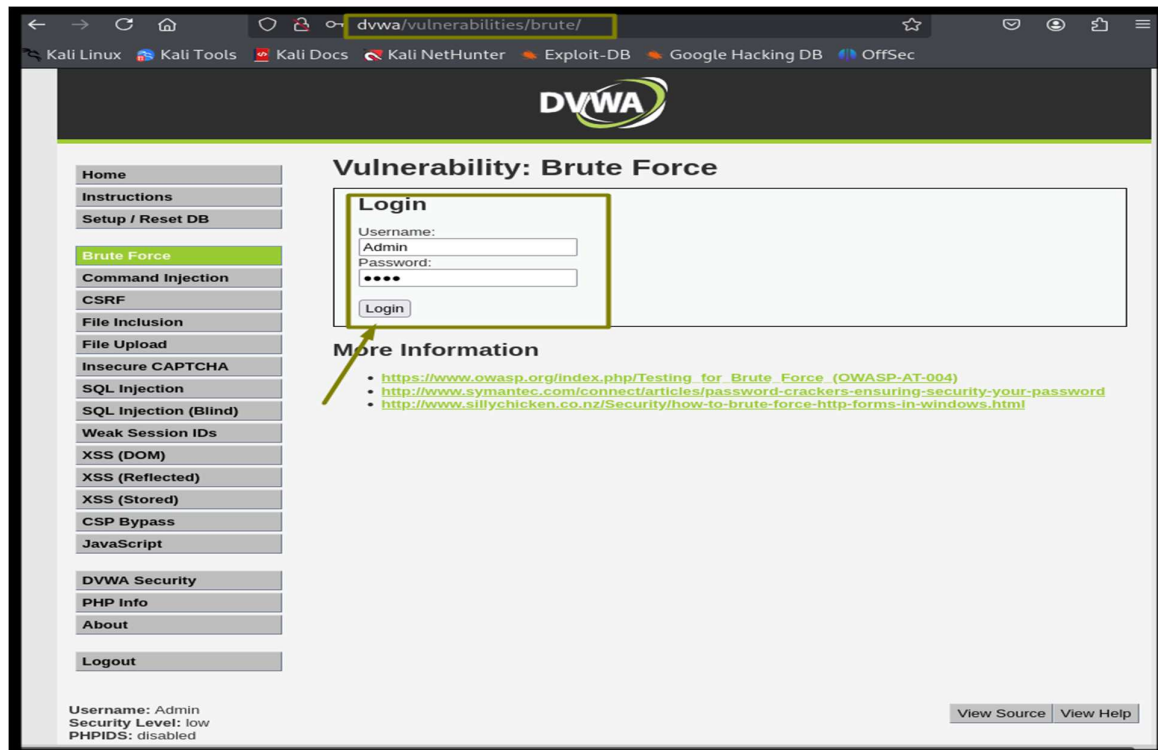 dvwa/vulnerabilities/brute/
Kali Linux Kali Tools Kali Docs Kali NetHunter Exploit-DB Google Hacking DB OffSec
DVWA
Home
Instructions
Setup / Reset DB
Brute Force
Command Injection
CSRF
File Inclusion
File Upload
Insecure CAPTCHA
SQL Injection
SQL Injection (Blind)
Weak Session IDs
XSS (DOM)
XSS (Reflected)
XSS (Stored)
CSP Bypass
JavaScript
DVWA Security
PHP Info
About
Logout
Vulnerability: Brute Force
Login
Username:
Admin
Password:
••••
Login
More Information
• https://www.owasp.org/index.php/Testing_for_Brute_Force_(OWASP-AT-004)
• http://www.symantec.com/connect/articles/password-crackers-ensuring-security-your-password
• http://www.sillychicken.co.nz/Security/how-to-brute-force-http-forms-in-windows.html
Username: Admin
Security Level: low
PHPIDS: disabled
View Source View Help